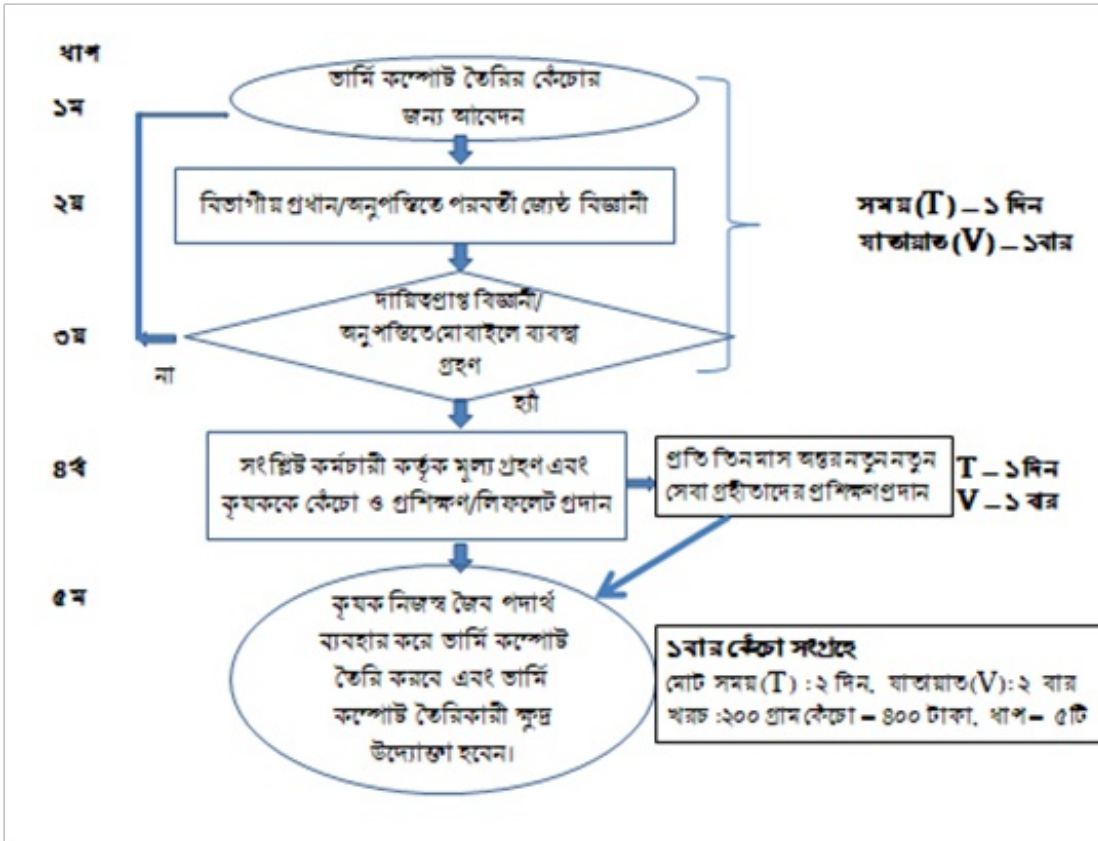 ধাপ
১ম
ভার্মি কম্পোষ্ট তৈরির কেঁচোর
জন্য আবেদন
২য়
বিভাগীয় প্রধান/অনুপস্তিতে পরবর্তী জ্যেষ্ঠ বিজ্ঞানী
সময়(T) – ১ দিন
যাতায়াত(V) – ১বার
৩য়
দায়িত্বপ্রাপ্ত বিজ্ঞানী/
অনুপস্তিতে মোবাইলে ব্যবস্থা
গ্রহণ
না
হ্যাঁ
৪র্থ
সংশ্লিষ্ট কর্মচারী কর্তৃক মুল্য গ্রহণ এবং
কৃষককে কেঁচো ও প্রশিক্ষণ/লিফলেট প্রদান
প্রতি তিন মাস অন্তর নতুন নতুন
সেবা গ্রহীতাদের প্রশিক্ষণ প্রদান
T – ১দিন
V – ১ বার
৫ম
কৃষক নিজস্ব জৈব পদার্থ
ব্যবহার করে ভার্মি কম্পোষ্ট
তৈরি করবে এবং ভার্মি
কম্পোষ্ট তৈরিকারী ক্ষুদ্র
উদ্যোক্তা হবেন।
১বার কেঁচো সংগ্রহে
মোট সময়(T) :২ দিন, যাতায়াত(V):২ বার
খরচ :২০০ গ্রাম কেঁচো = ৪০০ টাকা, ধাপ= ৫টি